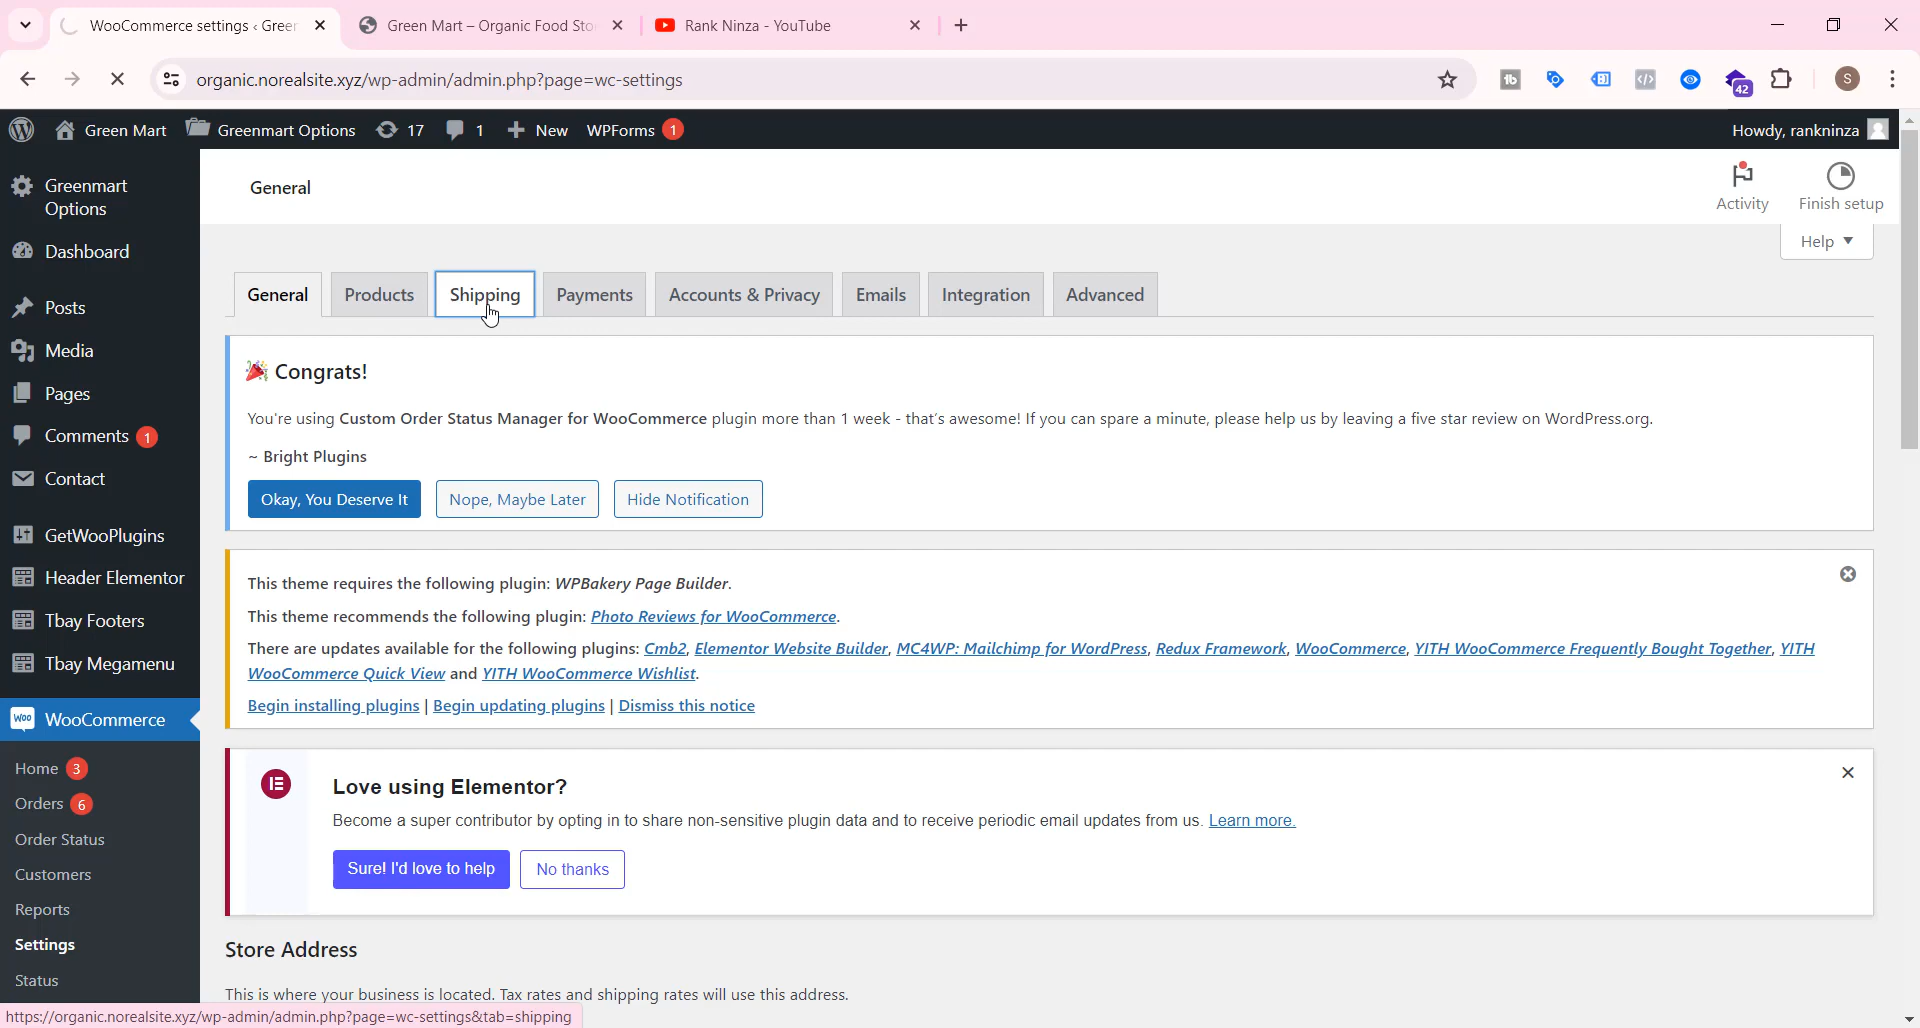 WooCommerce settings ‹ Greer
Green Mart – Organic Food Sto
Rank Ninza - YouTube
organic.norealsite.xyz/wp-admin/admin.php?page=wc-settings
42
S
Green Mart
Greenmart Options
17
1
New
WPForms 1
Howdy, rankninza
Greenmart
Options
Dashboard
Posts
Media
Pages
Comments 1
Contact
GetWooPlugins
Header Elementor
Tbay Footers
Tbay Megamenu
WooCommerce
Home 3
Orders 6
Order Status
Customers
Reports
Settings
Status
General
Activity
Finish setup
Help
General
Products
Shipping
Payments
Accounts & Privacy
Emails
Integration
Advanced
Congrats!
You're using Custom Order Status Manager for WooCommerce plugin more than 1 week - that's awesome! If you can spare a minute, please help us by leaving a five star review on WordPress.org.
~ Bright Plugins
Okay, You Deserve It
Nope, Maybe Later
Hide Notification
This theme requires the following plugin: WPBakery Page Builder.
This theme recommends the following plugin: Photo Reviews for WooCommerce.
There are updates available for the following plugins: Cmb2, Elementor Website Builder, MC4WP: Mailchimp for WordPress, Redux Framework, WooCommerce, YITH WooCommerce Frequently Bought Together, YITH
WooCommerce Quick View and YITH WooCommerce Wishlist.
Begin installing plugins | Begin updating plugins | Dismiss this notice
Love using Elementor?
Become a super contributor by opting in to share non-sensitive plugin data and to receive periodic email updates from us. Learn more.
Sure! I'd love to help
No thanks
Store Address
This is where your business is located. Tax rates and shipping rates will use this address.
https://organic.norealsite.xyz/wp-admin/admin.php?page=wc-settings&tab=shipping